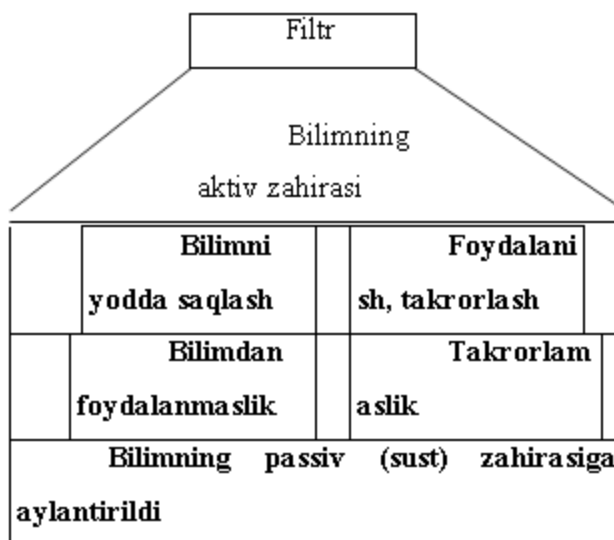 Filtr
Bilimning
aktiv zahirasi
Bilimni
yodda saqlash
Foydalani
sh, takrorlash
Bilimdan
foydalanmaslik
Takrorlam
aslik
Bilimning passiv (sust) zahirasiga
aylantirildi